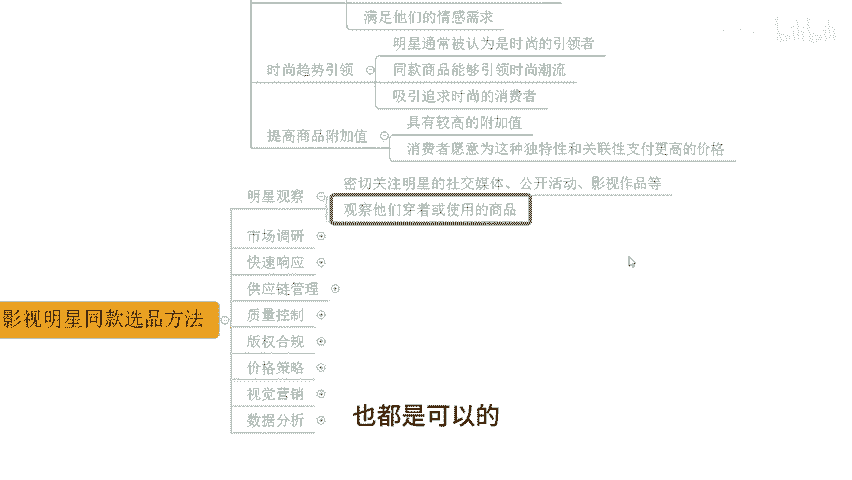 满足他们的情感需求
明星通常被认为是时尚的引领者
时尚趋势引领
同款商品能够引领时尚潮流
吸引追求时尚的消费者
具有较高的附加值
提高商品附加值
消费者愿意为这种独特性和关联性支付更高的价格
密切关注明星的社交媒体、公开活动、影视作品等
明星观察
观察他们穿着或使用的商品
市场调研
快速响应
供应链管理
影视明星同款选品方法
质量控制
版权合规
价格策略
视觉营销
数据分析
也都是可以的